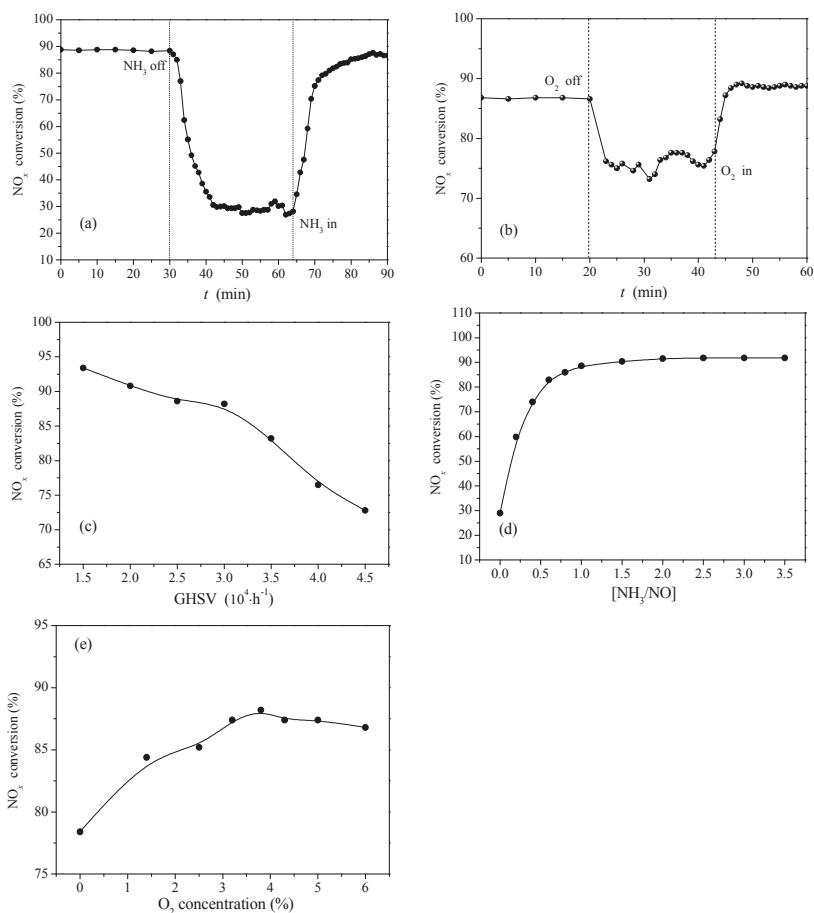 100
90
80
70
60
50
40
30
20
10
NOx conversion (%)
NH3 off
NH3 in
(a)
0 10 20 30 40 50 60 70 80 90
t (min)
100
90
80
70
60
NOx conversion (%)
O2 off
O2 in
(b)
0 10 20 30 40 50 60
t (min)
100
95
90
85
80
75
70
65
NOx conversion (%)
(c)
1.5 2.0 2.5 3.0 3.5 4.0 4.5
GHSV (10⁴·h⁻¹)
110
100
90
80
70
60
50
40
30
20
10
NOx conversion (%)
(d)
0.0 0.5 1.0 1.5 2.0 2.5 3.0 3.5
[NH3/NO]
95
90
85
80
75
NOx conversion (%)
(e)
0 1 2 3 4 5 6
O2 concentration (%)